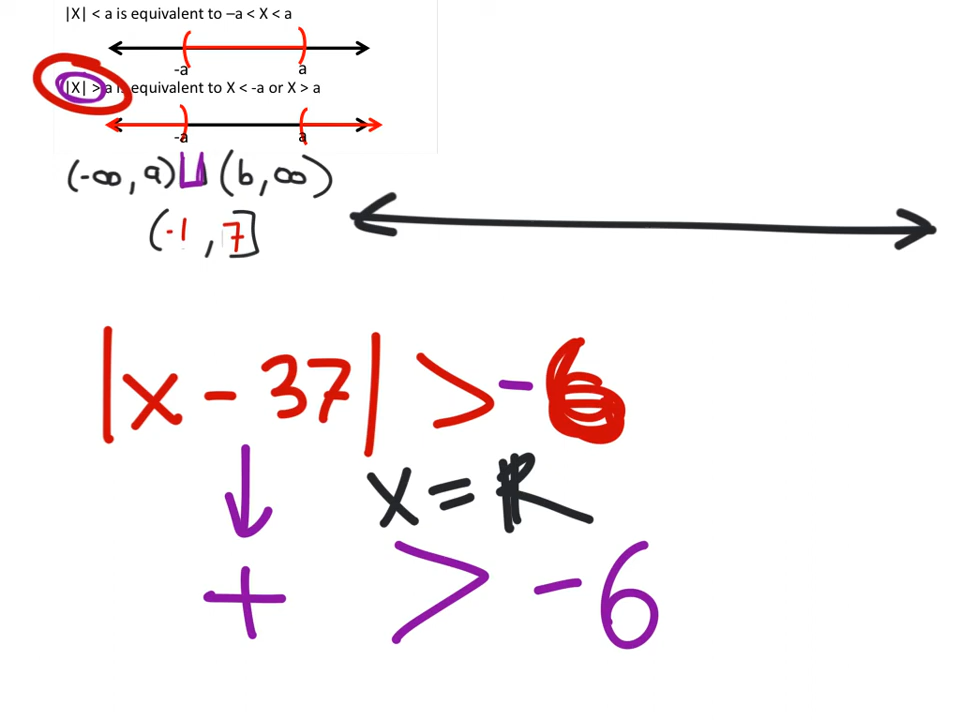 |X| < a is equivalent to –a < X < a
-a a
|X| > a is equivalent to X < -a or X > a
-a a
(-∞, a) ∪ (b, ∞)
(-1, 7]
|x - 37| > -6
x = ℝ
+ > -6